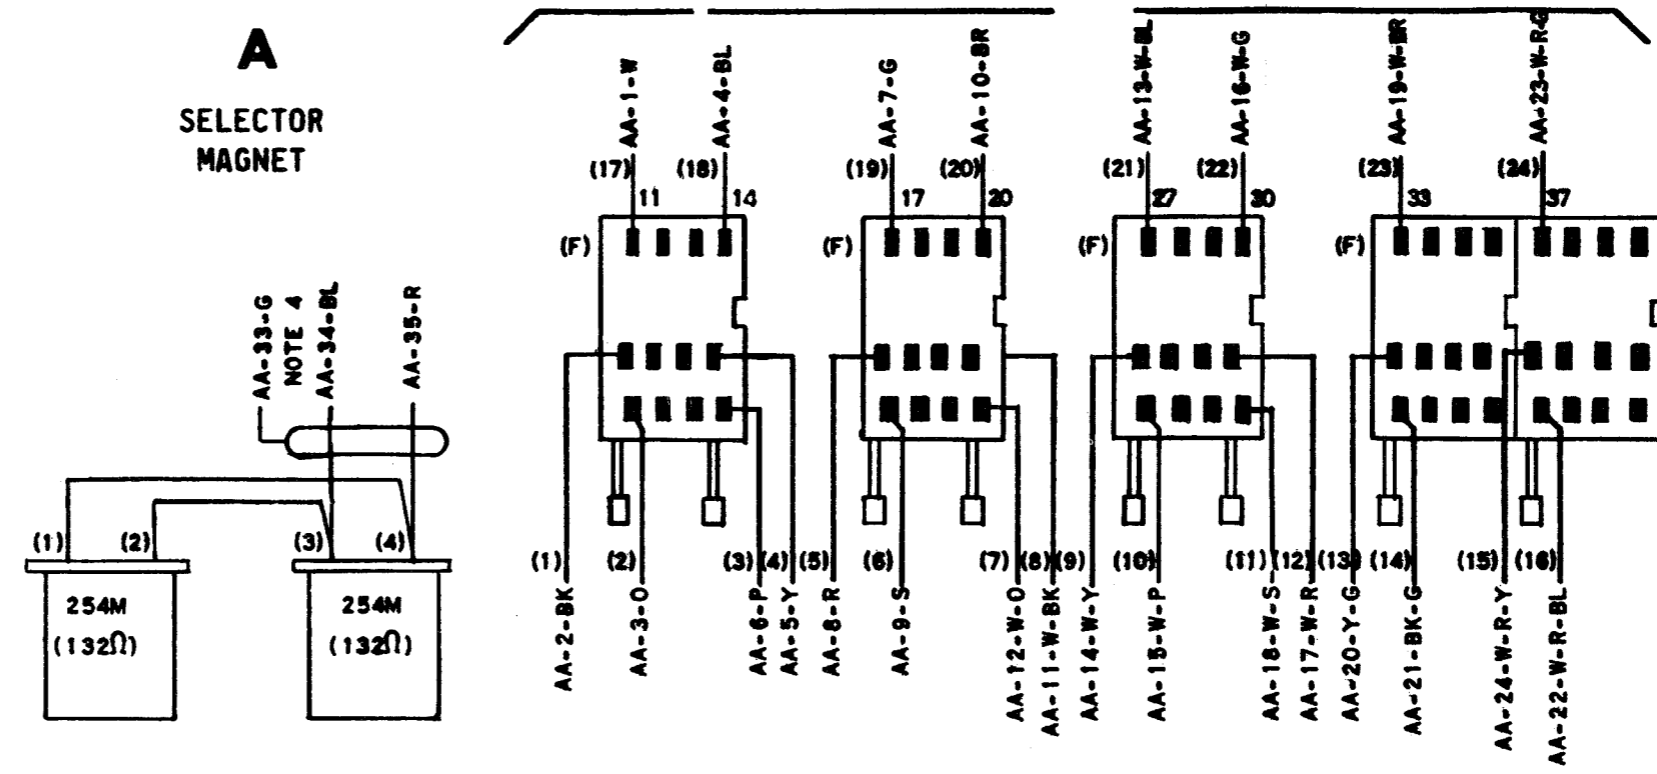 A
SELECTOR
MAGNET
AA-33-G
NOTE 4
AA-34-BL
AA-35-R
(1)
(2)
(3)
(4)
254M
(132Ω)
254M
(132Ω)
AA-1-W
AA-4-BL
AA-7-G
AA-10-BR
AA-13-W-BL
AA-16-W-G
AA-19-W-BR
AA-23-W-R-G
(17)
(18)
(19)
(20)
(21)
(22)
(23)
(24)
11
14
17
20
27
30
33
37
(F)
(F)
(F)
(F)
(1)
(2)
(3)
(4)
(5)
(6)
(7)
(8)
(9)
(10)
(11)
(12)
(13)
(14)
(15)
(16)
AA-2-BK
AA-3-O
AA-6-P
AA-5-Y
AA-8-R
AA-9-S
AA-12-W-O
AA-11-W-BK
AA-14-W-Y
AA-15-W-P
AA-18-W-S
AA-17-W-R
AA-20-Y-G
AA-21-BK-G
AA-24-W-R-Y
AA-22-W-R-BL